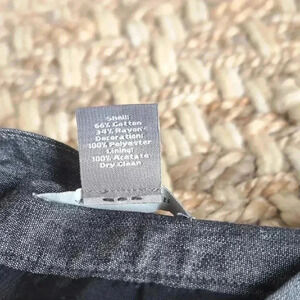 Shell:
66% Cotton
34% Rayon
Decoration:
100% Polyester
Lining:
100% Acetate
Dry Clean